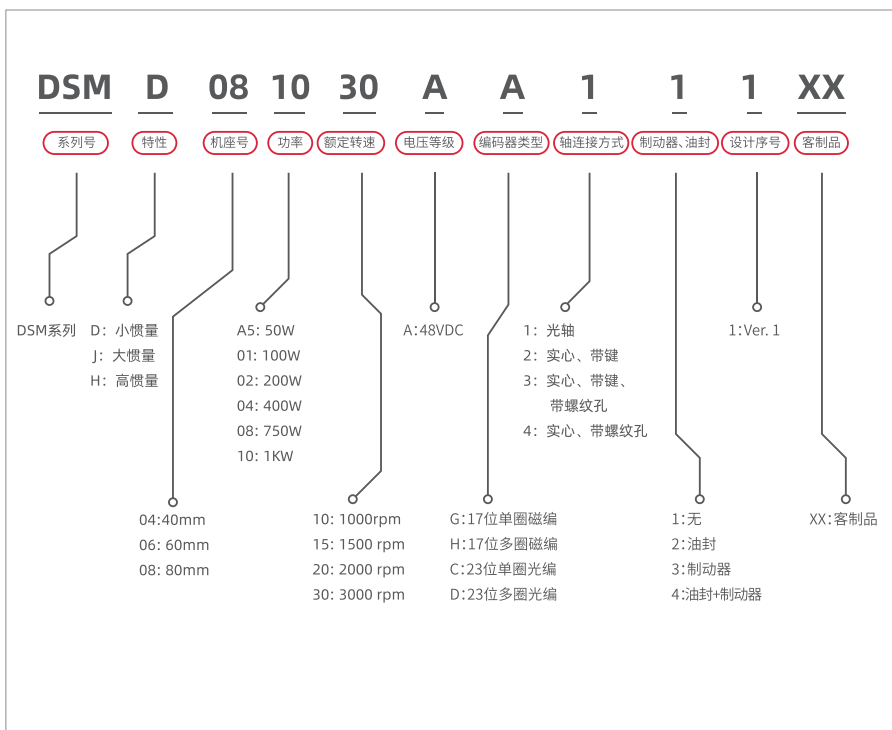 DSM D 08 10 30 A A 1 1 1 XX
系列号 特性 机座号 功率 额定转速 电压等级 编码器类型 轴连接方式 制动器、油封 设计序号 客制品
DSM系列
D：小惯量
J：大惯量
H：高惯量
A5: 50W
01: 100W
02: 200W
04: 400W
08: 750W
10: 1KW
A:48VDC
1：光轴
2：实心、带键
3：实心、带键、
带螺纹孔
4：实心、带螺纹孔
1:Ver. 1
04:40mm
06: 60mm
08: 80mm
10: 1000rpm
15: 1500 rpm
20: 2000 rpm
30: 3000 rpm
G:17位单圈磁编
H:17位多圈磁编
C:23位单圈光编
D:23位多圈光编
1:无
2:油封
3:制动器
4:油封+制动器
XX:客制品